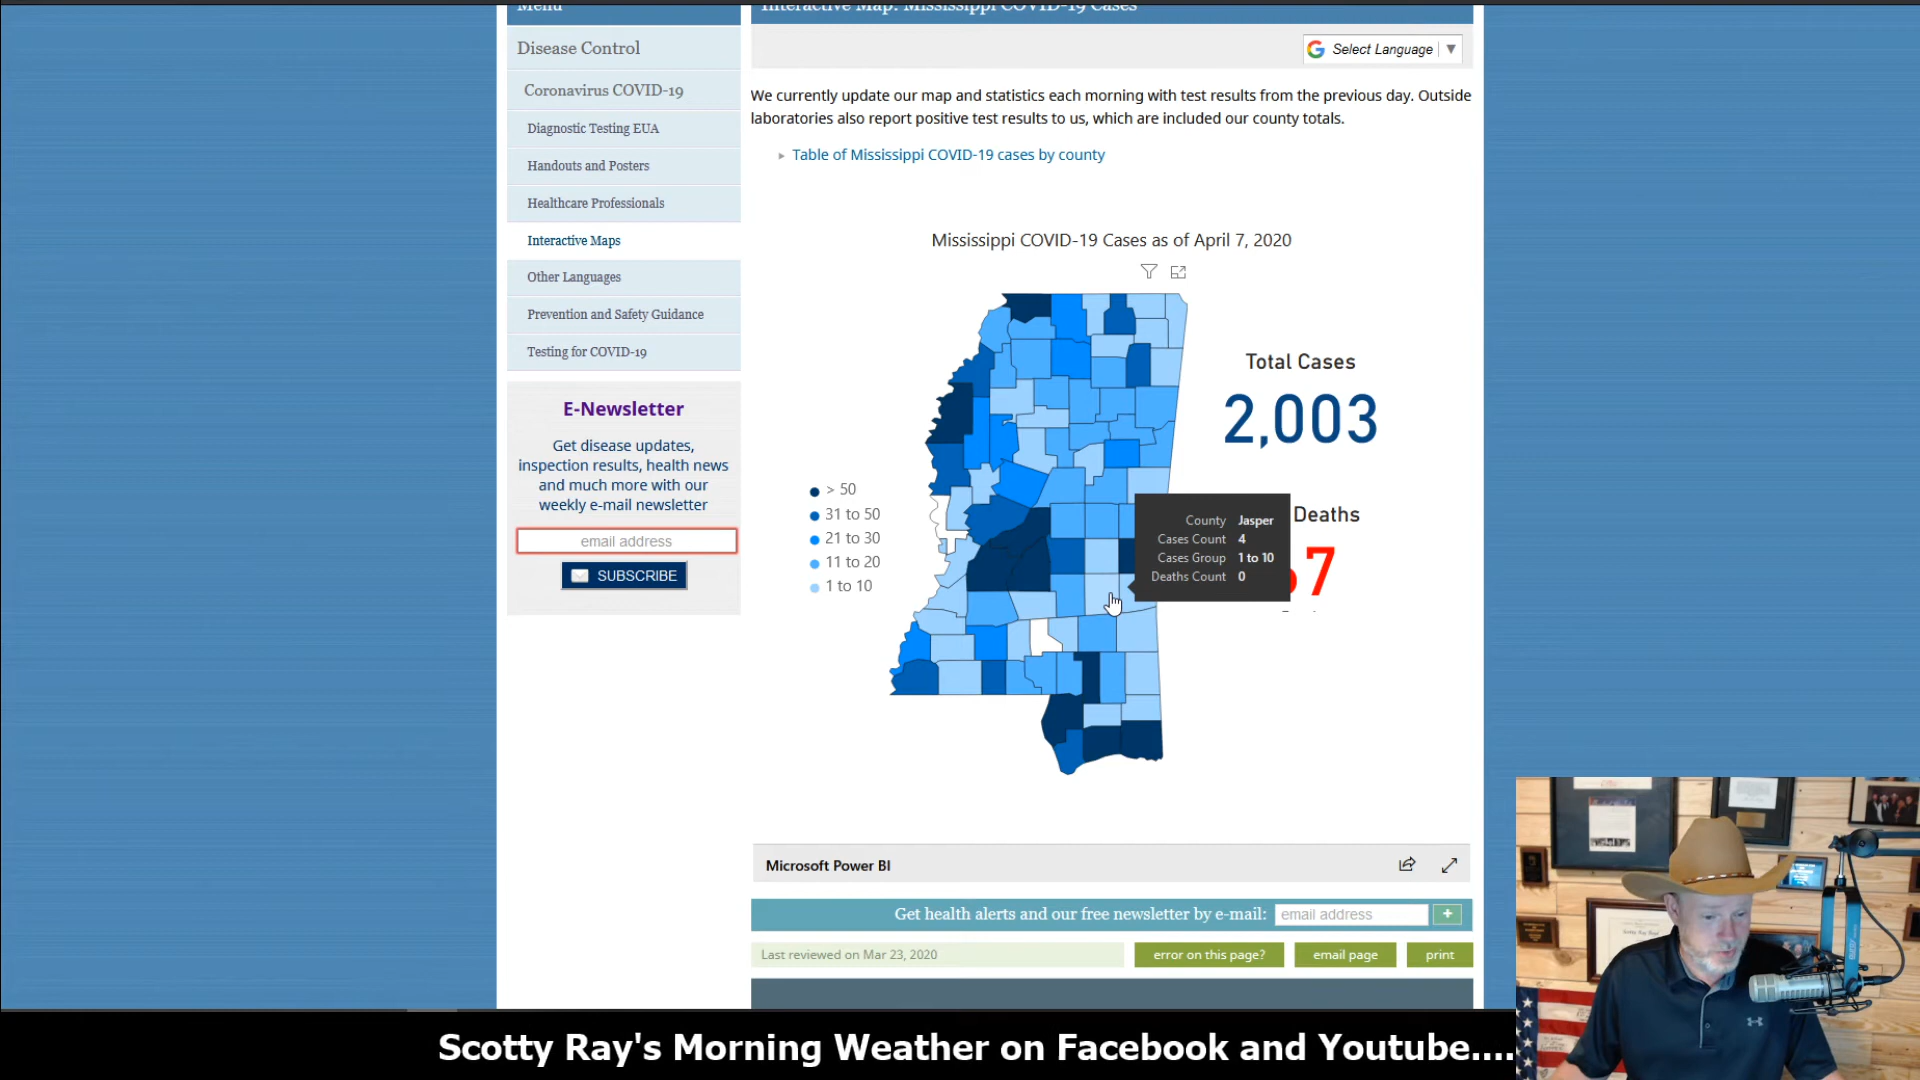 Menu
Interactive Map: Mississippi COVID-19 Cases
Disease Control
Coronavirus COVID-19
Diagnostic Testing EUA
Handouts and Posters
Healthcare Professionals
Interactive Maps
Other Languages
Prevention and Safety Guidance
Testing for COVID-19
E-Newsletter
Get disease updates,
inspection results, health news
and much more with our
weekly e-mail newsletter
email address
SUBSCRIBE
G Select Language ▼
We currently update our map and statistics each morning with test results from the previous day. Outside
laboratories also report positive test results to us, which are included our county totals.
Table of Mississippi COVID-19 cases by county
Mississippi COVID-19 Cases as of April 7, 2020
> 50
31 to 50
21 to 30
11 to 20
1 to 10
Total Cases
2,003
Deaths
7
County Jasper
Cases Count 4
Cases Group 1 to 10
Deaths Count 0
Microsoft Power BI
Get health alerts and our free newsletter by e-mail: email address +
Last reviewed on Mar 23, 2020
error on this page?
email page
print
Scotty Ray's Morning Weather on Facebook and Youtube....